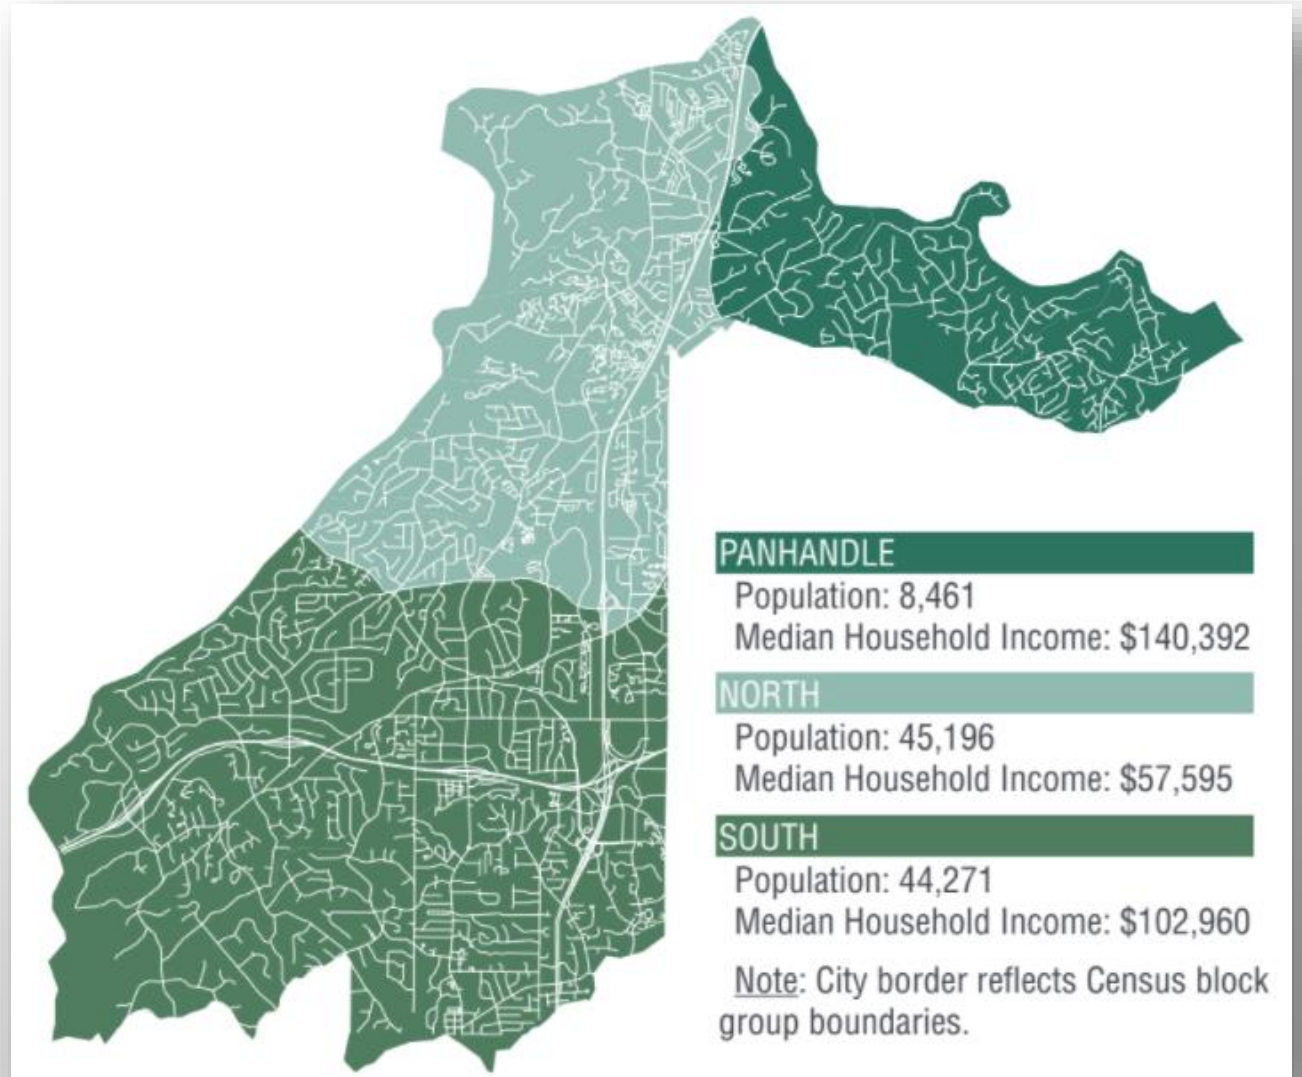 PANHANDLE
Population: 8,461
Median Household Income: $140,392
NORTH
Population: 45,196
Median Household Income: $57,595
SOUTH
Population: 44,271
Median Household Income: $102,960
Note: City border reflects Census block
group boundaries.